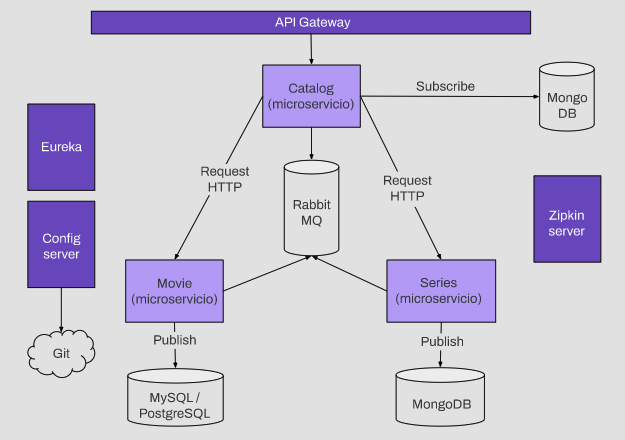 API Gateway
Catalog
(microservicio)
Subscribe
Mongo
DB
Eureka
Request
HTTP
Request
HTTP
Rabbit
MQ
Zipkin
server
Config
server
Movie
(microservicio)
Series
(microservicio)
Publish
Publish
Git
MySQL /
PostgreSQL
MongoDB